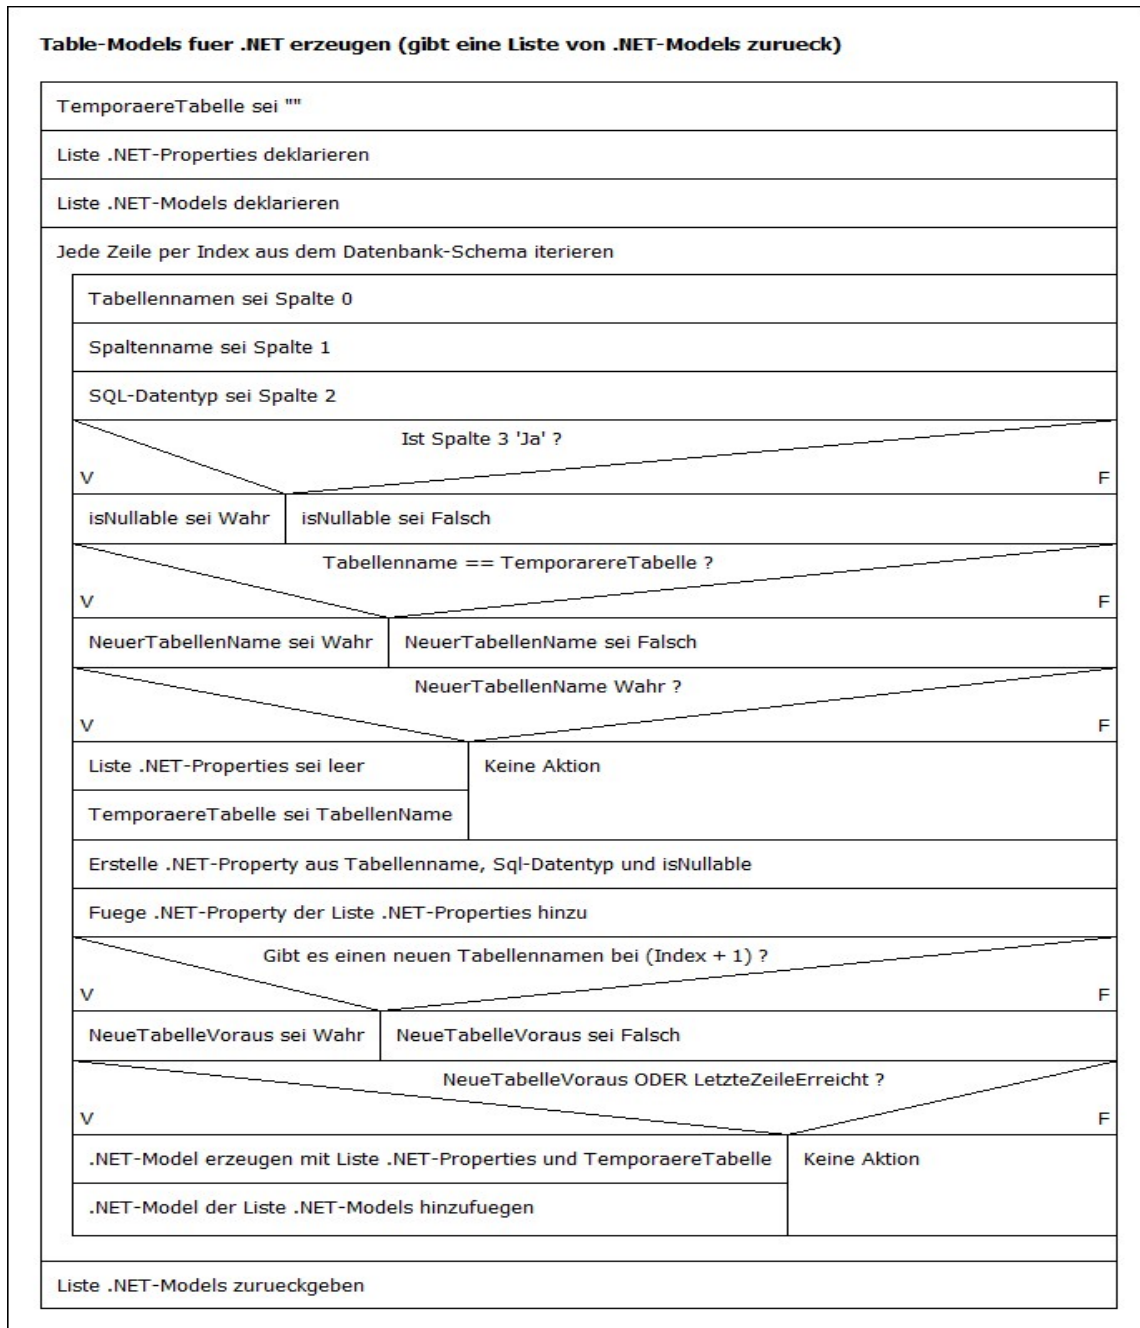 Table-Models fuer .NET erzeugen (gibt eine Liste von .NET-Models zurueck)
TemporaereTabelle sei ""
Liste .NET-Properties deklarieren
Liste .NET-Models deklarieren
Jede Zeile per Index aus dem Datenbank-Schema iterieren
Tabellennamen sei Spalte 0
Spaltenname sei Spalte 1
SQL-Datentyp sei Spalte 2
Ist Spalte 3 'Ja' ?
V F
isNullable sei Wahr isNullable sei Falsch
Tabellenname == TemporarereTabelle ?
V F
NeuerTabellenName sei Wahr NeuerTabellenName sei Falsch
NeuerTabellenName Wahr ?
V F
Liste .NET-Properties sei leer Keine Aktion
TemporaereTabelle sei TabellenName
Erstelle .NET-Property aus Tabellenname, Sql-Datentyp und isNullable
Fuege .NET-Property der Liste .NET-Properties hinzu
Gibt es einen neuen Tabellennamen bei (Index + 1) ?
V F
NeueTabelleVoraus sei Wahr NeueTabelleVoraus sei Falsch
NeueTabelleVoraus ODER LetzteZeileErreicht ?
V F
.NET-Model erzeugen mit Liste .NET-Properties und TemporaereTabelle Keine Aktion
.NET-Model der Liste .NET-Models hinzufuegen
Liste .NET-Models zurueckgeben